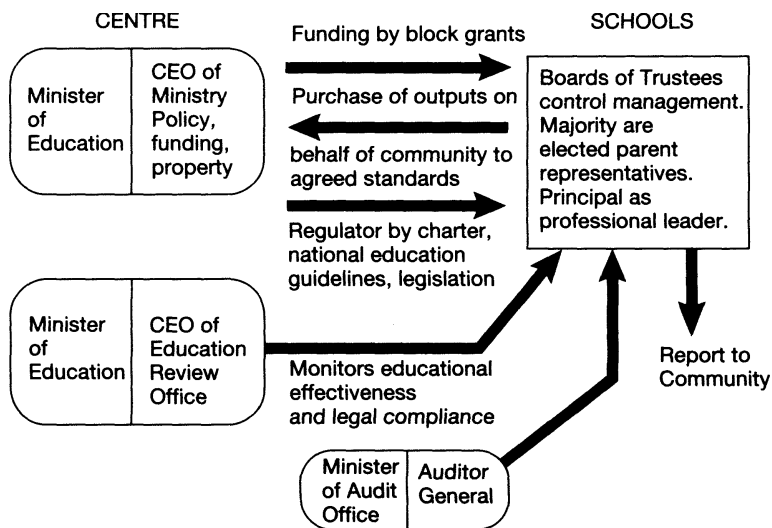 CENTRE
SCHOOLS
Minister
of
Education
CEO of
Ministry
Policy,
funding,
property
Funding by block grants
Purchase of outputs on
behalf of community to
agreed standards
Regulator by charter,
national education
guidelines, legislation
Boards of Trustees
control management.
Majority are
elected parent
representatives.
Principal as
professional leader.
Minister
of
Education
CEO of
Education
Review
Office
Monitors educational
effectiveness
and legal compliance
Report to
Community
Minister
of Audit
Office
Auditor
General